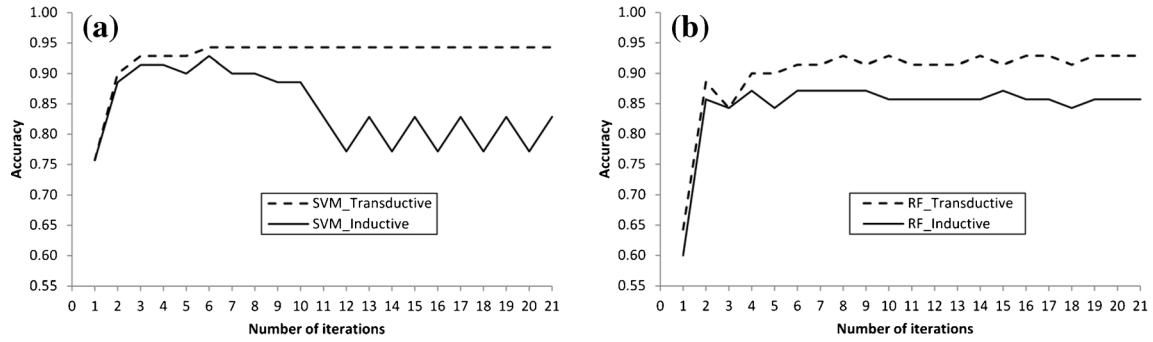 (a)
1.00
0.95
0.90
0.85
0.80
0.75
0.70
0.65
0.60
0.55
Accuracy
0 1 2 3 4 5 6 7 8 9 10 11 12 13 14 15 16 17 18 19 20 21
Number of iterations
SVM_Transductive
SVM_Inductive
(b)
1.00
0.95
0.90
0.85
0.80
0.75
0.70
0.65
0.60
0.55
Accuracy
0 1 2 3 4 5 6 7 8 9 10 11 12 13 14 15 16 17 18 19 20 21
Number of iterations
RF_Transductive
RF_Inductive